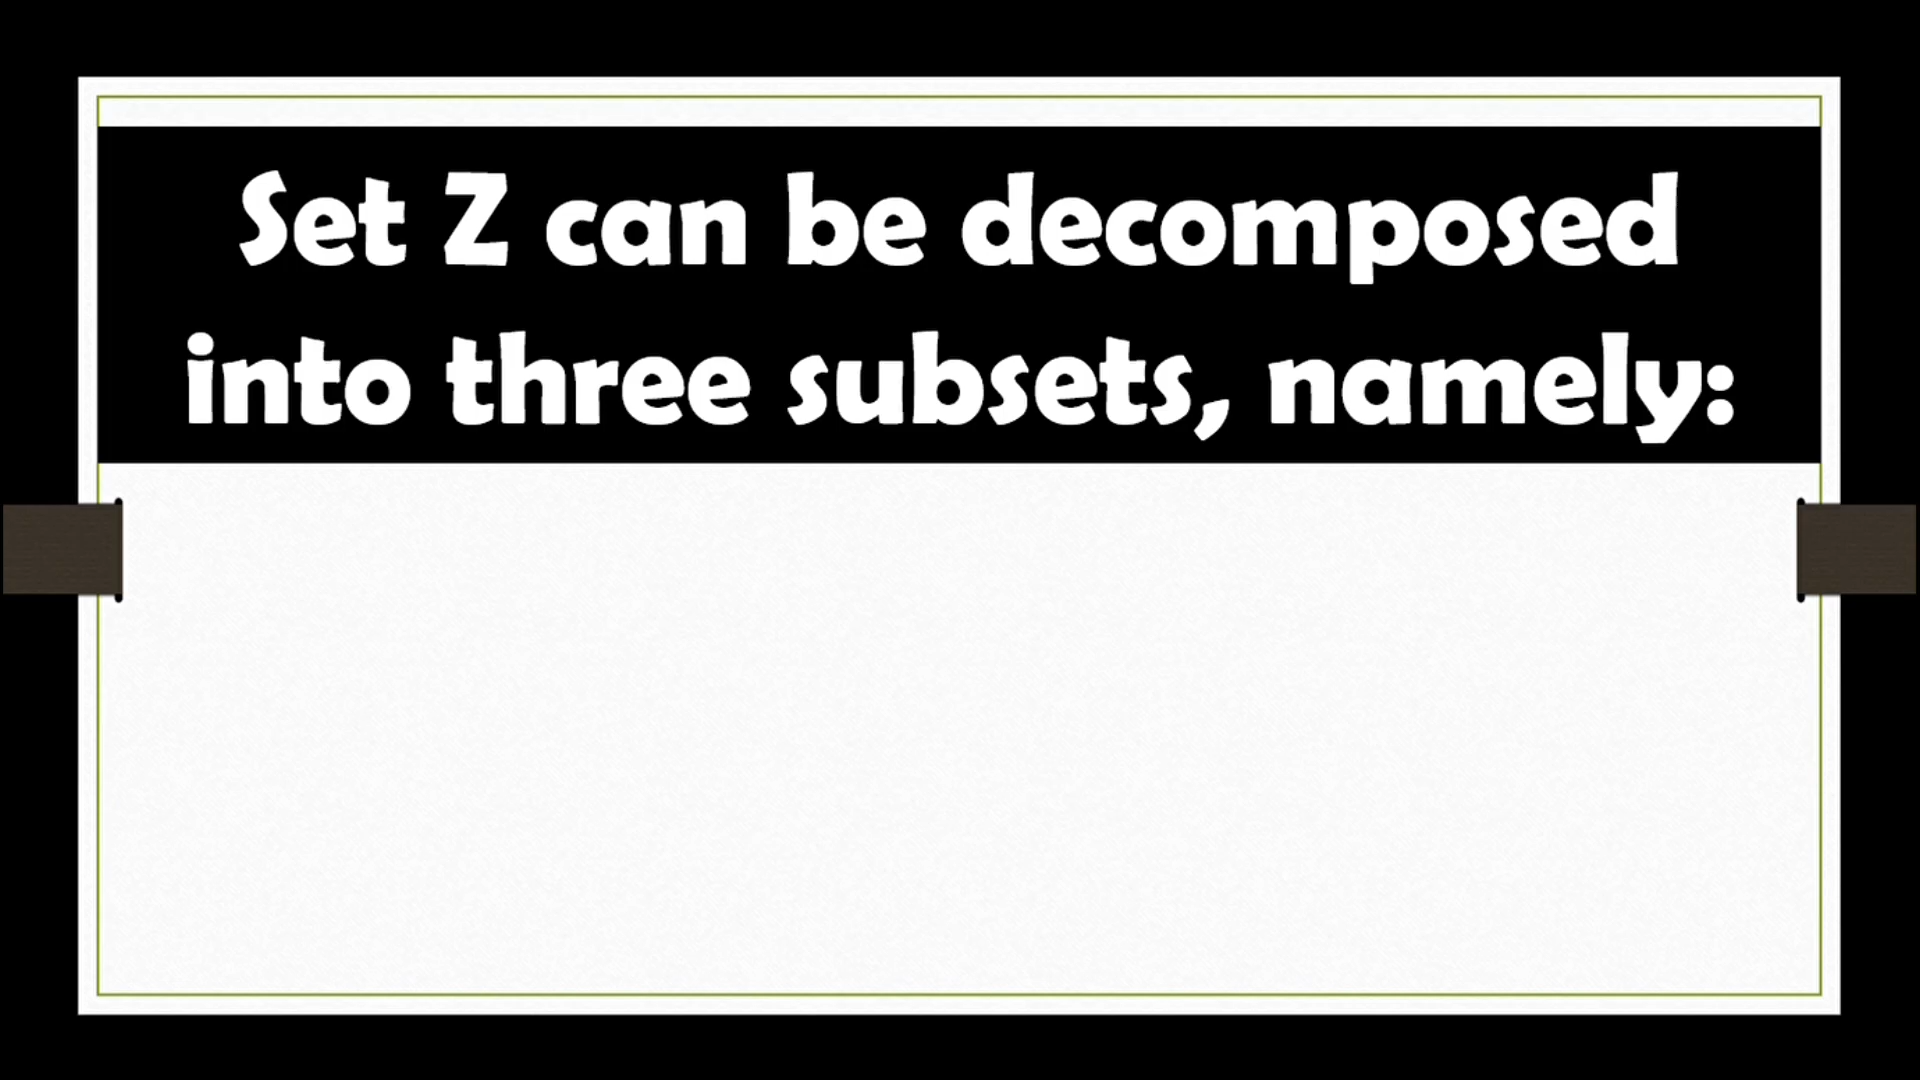 Set Z can be decomposed
into three subsets, namely: